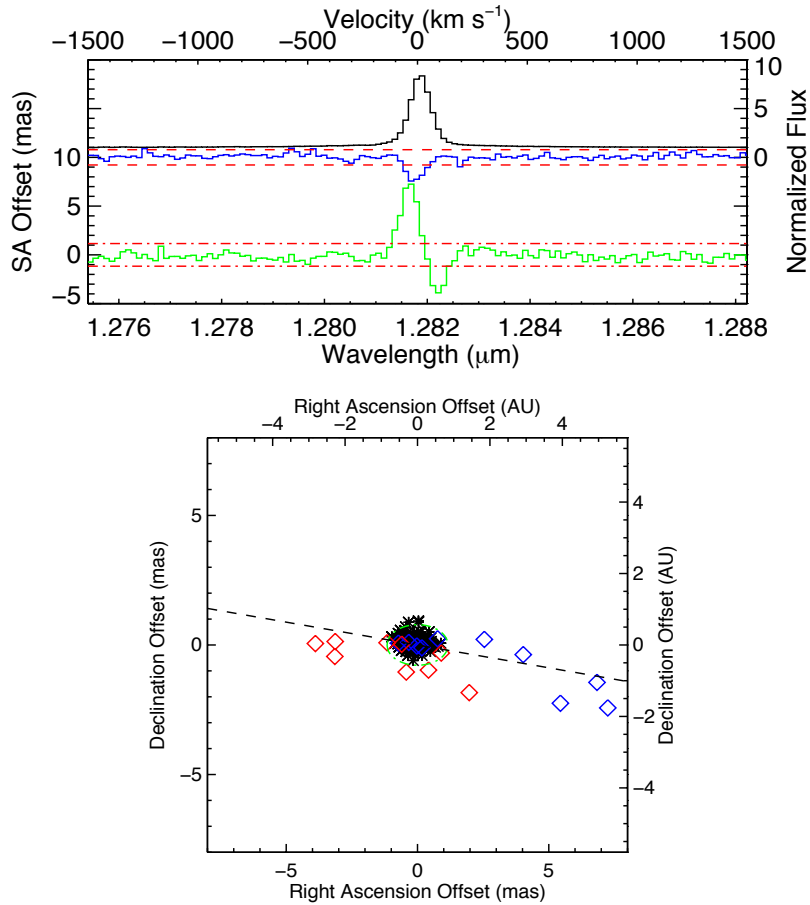 Velocity (km s⁻¹)
−1500 −1000 −500 0 500 1000 1500
SA Offset (mas)
10
5
0
−5
10
5
0
Normalized Flux
1.276 1.278 1.280 1.282 1.284 1.286 1.288
Wavelength (μm)
Right Ascension Offset (AU)
−4 −2 0 2 4
Declination Offset (mas)
5
0
−5
4
2
0
−2
−4
Declination Offset (AU)
−5 0 5
Right Ascension Offset (mas)